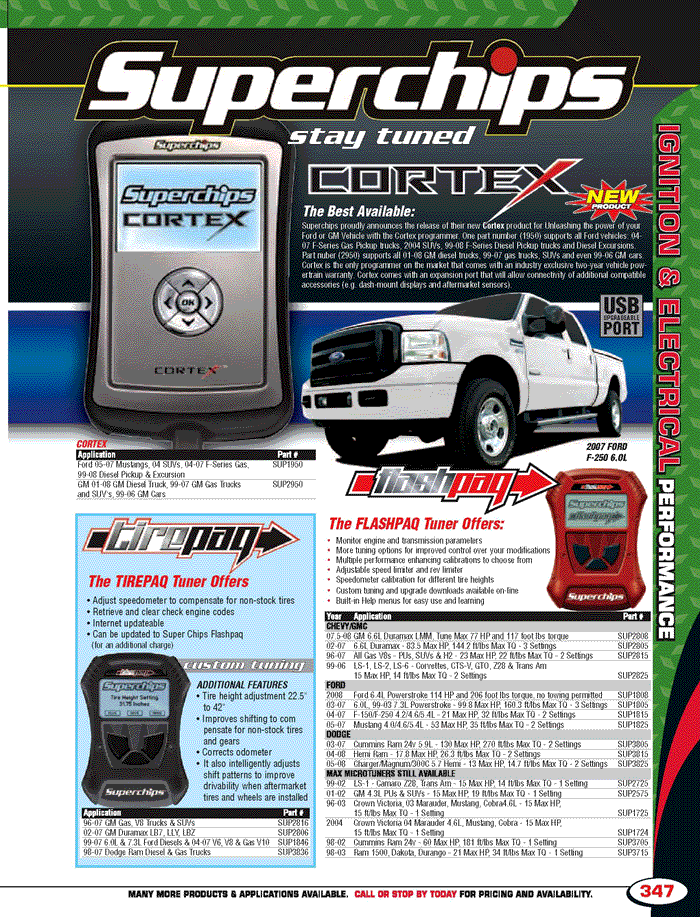 Superchips
stay tuned
Superchips
Superchips
CORTEX
OK
CORTEX
CORTEX
NEW
PRODUCT
The Best Available:
Superchips proudly announces the release of their new Cortex product for Unleashing the power of your
Ford or GM Vehicle with the Cortex programmer. One part number (1950) supports all Ford vehicles: 04-
07 F-Series Gas Pickup trucks, 2004 SUVs, 99-08 F-Series Diesel Pickup trucks and Diesel Excursions.
Part nuber (2950) supports all 01-08 GM diesel trucks, 99-07 gas trucks, SUVs and even 99-06 GM cars.
Cortex is the only programmer on the market that comes with an industry exclusive two-year vehicle pow-
ertrain warranty. Cortex comes with an expansion port that will allow connectivity of additional compatible
accessories (e.g. dash-mount displays and aftermarket sensors).
USB
UPGRADEABLE
PORT
IGNITION & ELECTRICAL PERFORMANCE
2007 FORD
F-250 6.0L
CORTEX
Application Part #
Ford 05-07 Mustangs, 04 SUVs, 04-07 F-Series Gas, SUP1950
99-08 Diesel Pickup & Excursion
GM 01-08 GM Diesel Truck, 99-07 GM Gas Trucks SUP2950
and SUV's, 99-06 GM Cars
tirepaq
The TIREPAQ Tuner Offers
• Adjust speedometer to compensate for non-stock tires
• Retrieve and clear check engine codes
• Internet updateable
• Can be updated to Super Chips Flashpaq
(for an additional charge)
custom tuning
Superchips
Tire Height Setting
31.75 Inches
Superchips
ADDITIONAL FEATURES
• Tire height adjustment 22.5"
to 42"
• Improves shifting to com
pensate for non-stock tires
and gears
• Corrects odometer
• It also intelligently adjusts
shift patterns to improve
drivability when aftermarket
tires and wheels are installed
Application Part #
96-07 GM Gas, V8 Trucks & SUVs SUP2816
02-07 GM Duramax LB7, LLY, LBZ SUP2806
99-07 6.0L & 7.3L Ford Diesels & 04-07 V6, V8 & Gas V10 SUP1846
98-07 Dodge Ram Diesel & Gas Trucks SUP3836
flashpaq
Superchips
Superchips
The FLASHPAQ Tuner Offers:
• Monitor engine and transmission parameters
• More tuning options for improved control over your modifications
• Multiple performance enhancing calibrations to choose from
• Adjustable speed limiter and rev limiter
• Speedometer calibration for different tire heights
• Custom tuning and upgrade downloads available on-line
• Built-in Help menus for easy use and learning
Year Application Part #
CHEVY/GMC
07.5-08 GM 6.6L Duramax LMM, Tune Max 77 HP and 117 foot lbs torque SUP2808
02-07 6.6L Duramax - 83.5 Max HP, 144.2 ft/lbs Max TQ - 3 Settings SUP2805
96-07 All Gas V8s - PUs, SUVs & H2 - 23 Max HP, 22 ft/lbs Max TQ - 2 Settings SUP2815
99-06 LS-1, LS-2, LS-6 - Corvettes, CTS-V, GTO, Z28 & Trans Am
15 Max HP, 14 ft/lbs Max TQ - 2 Settings SUP2825
FORD
2008 Ford 6.4L Powerstroke 114 HP and 206 foot lbs torque, no towing permitted SUP1808
03-07 6.0L, 99-03 7.3L Powerstroke - 99.8 Max HP, 160.3 ft/lbs Max TQ - 3 Settings SUP1805
04-07 F-150/F-250 4.2/4.6/5.4L - 21 Max HP, 32 ft/lbs Max TQ - 2 Settings SUP1815
05-07 Mustang 4.0/4.6/5.4L - 53 Max HP, 35 ft/lbs Max TQ - 2 Settings SUP1825
DODGE
03-07 Cummins Ram 24v 5.9L - 130 Max HP, 270 ft/lbs Max TQ - 2 Settings SUP3805
04-08 Hemi Ram - 17.8 Max HP, 26.3 ft/lbs Max TQ - 2 Settings SUP3815
05-08 Charger/Magnum/300C 5.7 Hemi - 13 Max HP, 14.7 ft/lbs Max TQ - 2 Settings SUP3825
MAX MICROTUNERS STILL AVAILABLE
99-02 LS-1 - Camaro Z28, Trans Am - 15 Max HP, 14 ft/lbs Max TQ - 1 Setting SUP2725
01-02 GM 4.3L PUs & SUVs - 15 Max HP, 19 ft/lbs Max TQ - 1 Setting SUP2575
96-03 Crown Victoria, 03 Marauder, Mustang, Cobra4.6L - 15 Max HP,
15 ft/lbs Max TQ - 1 Setting SUP1725
2004 Crown Victoria 04 Marauder 4.6L, Mustang, Cobra - 15 Max HP,
15 ft/lbs Max TQ - 1 Setting SUP1724
98-02 Cummins Ram 24v - 60 Max HP, 181 ft/lbs Max TQ - 1 Setting SUP3705
98-03 Ram 1500, Dakota, Durango - 21 Max HP, 34 ft/lbs Max TQ - 1 Setting SUP3715
MANY MORE PRODUCTS & APPLICATIONS AVAILABLE. CALL OR STOP BY TODAY FOR PRICING AND AVAILABILITY.
347